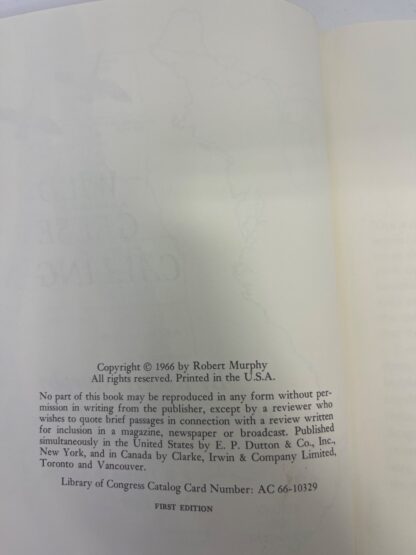 Copyright © 1966 by Robert Murphy
All rights reserved. Printed in the U.S.A.
No part of this book may be reproduced in any form without per-
mission in writing from the publisher, except by a reviewer who
wishes to quote brief passages in connection with a review written
for inclusion in a magazine, newspaper or broadcast. Published
simultaneously in the United States by E. P. Dutton & Co., Inc.,
New York, and in Canada by Clarke, Irwin & Company Limited,
Toronto and Vancouver.
Library of Congress Catalog Card Number: AC 66-10329
FIRST EDITION